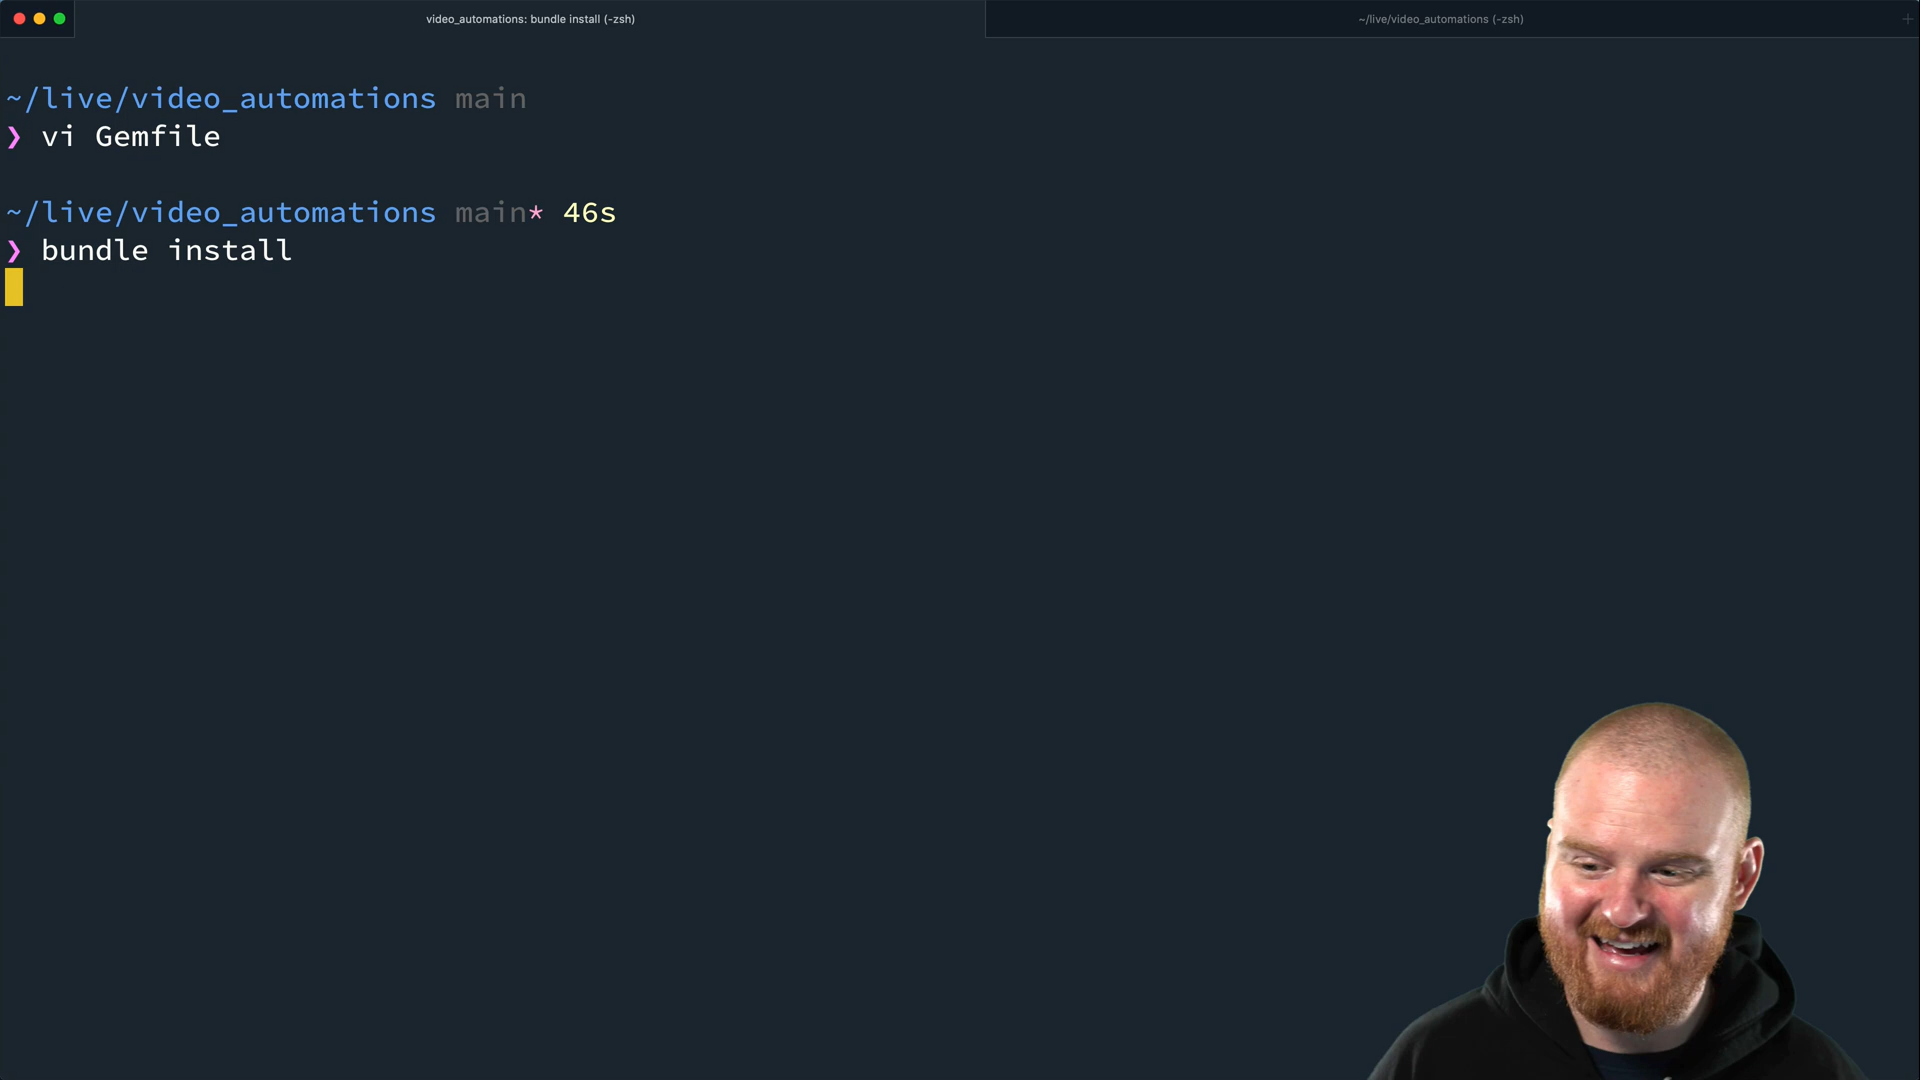 video_automations: bundle install (-zsh)
~/live/video_automations (-zsh)
~/live/video_automations main
❯ vi Gemfile
~/live/video_automations main* 46s
❯ bundle install